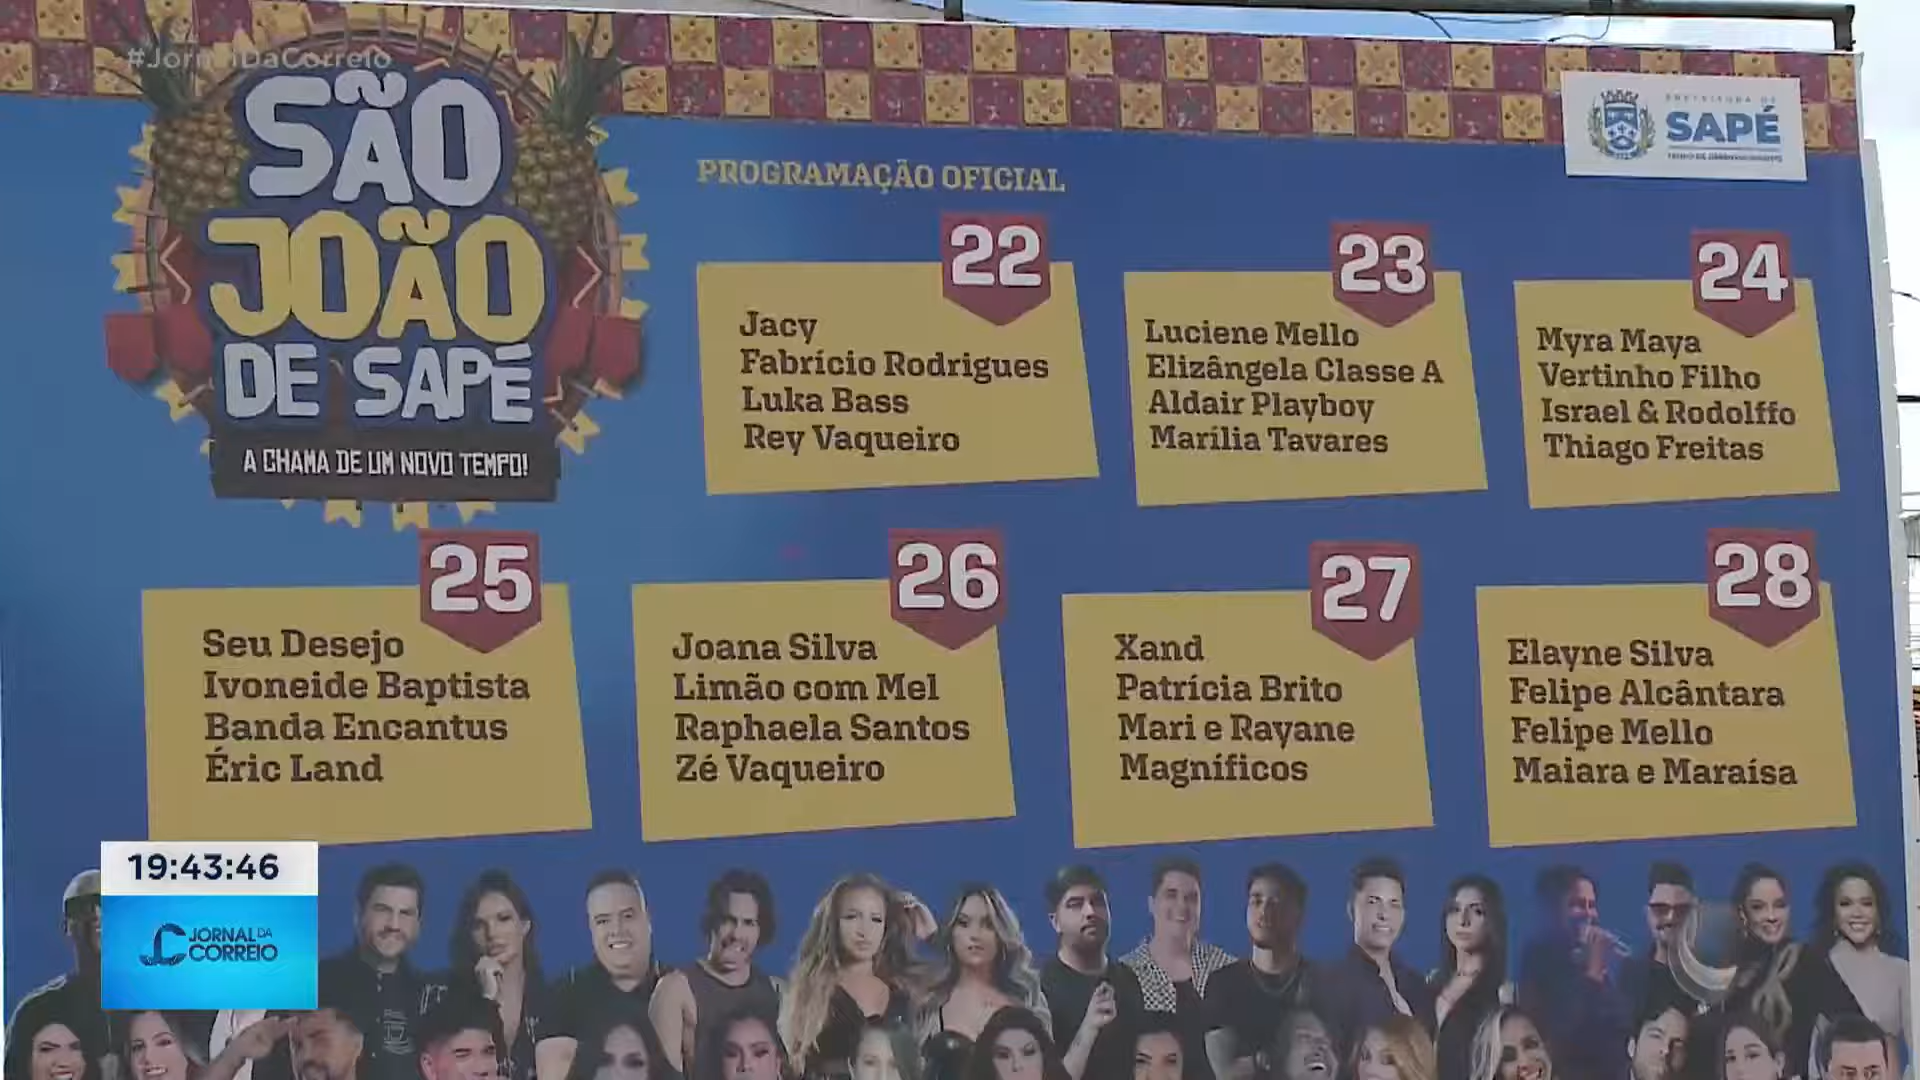 #JornalDaCorreio
SÃO
JOÃO
DE SAPÉ
A CHAMA DE UM NOVO TEMPO!
PREFEITURA DE
SAPÉ
PROGRAMAÇÃO OFICIAL
22
Jacy
Fabrício Rodrigues
Luka Bass
Rey Vaqueiro
23
Luciene Mello
Elizângela Classe A
Aldair Playboy
Marília Tavares
24
Myra Maya
Vertinho Filho
Israel & Rodolffo
Thiago Freitas
25
Seu Desejo
Ivoneide Baptista
Banda Encantus
Éric Land
26
Joana Silva
Limão com Mel
Raphaela Santos
Zé Vaqueiro
27
Xand
Patrícia Brito
Mari e Rayane
Magníficos
28
Elayne Silva
Felipe Alcântara
Felipe Mello
Maiara e Maraísa
19:43:46
JORNAL DA
CORREIO